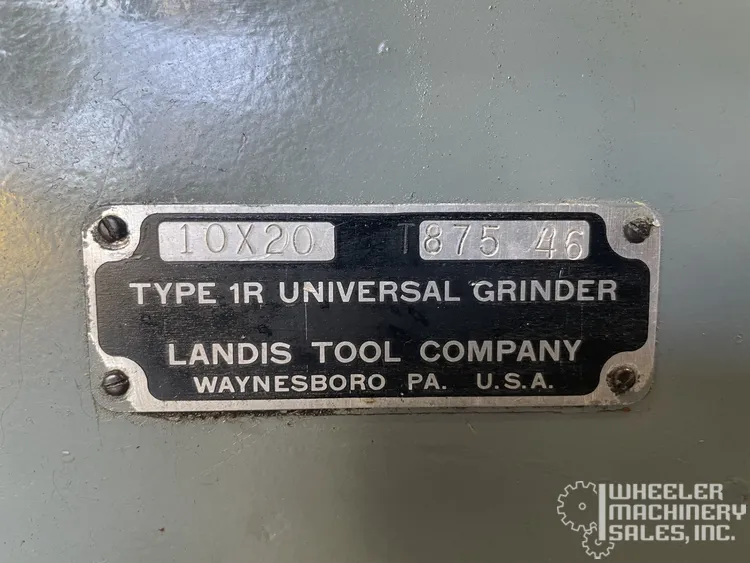 10X20 T875 46
TYPE 1R UNIVERSAL GRINDER
LANDIS TOOL COMPANY
WAYNESBORO PA. U.S.A.
WHEELER
MACHINERY
SALES, INC.